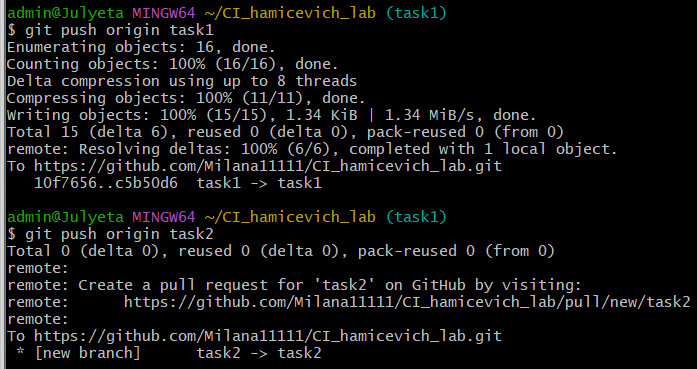 admin@Julyeta MINGW64 ~/CI_hamicevich_lab (task1)
$ git push origin task1
Enumerating objects: 16, done.
Counting objects: 100% (16/16), done.
Delta compression using up to 8 threads
Compressing objects: 100% (11/11), done.
Writing objects: 100% (15/15), 1.34 KiB | 1.34 MiB/s, done.
Total 15 (delta 6), reused 0 (delta 0), pack-reused 0 (from 0)
remote: Resolving deltas: 100% (6/6), completed with 1 local object.
To https://github.com/Milana11111/CI_hamicevich_lab.git
   10f7656..c5b50d6  task1 -> task1

admin@Julyeta MINGW64 ~/CI_hamicevich_lab (task1)
$ git push origin task2
Total 0 (delta 0), reused 0 (delta 0), pack-reused 0 (from 0)
remote:
remote: Create a pull request for 'task2' on GitHub by visiting:
remote:      https://github.com/Milana11111/CI_hamicevich_lab/pull/new/task2
remote:
To https://github.com/Milana11111/CI_hamicevich_lab.git
 * [new branch]      task2 -> task2